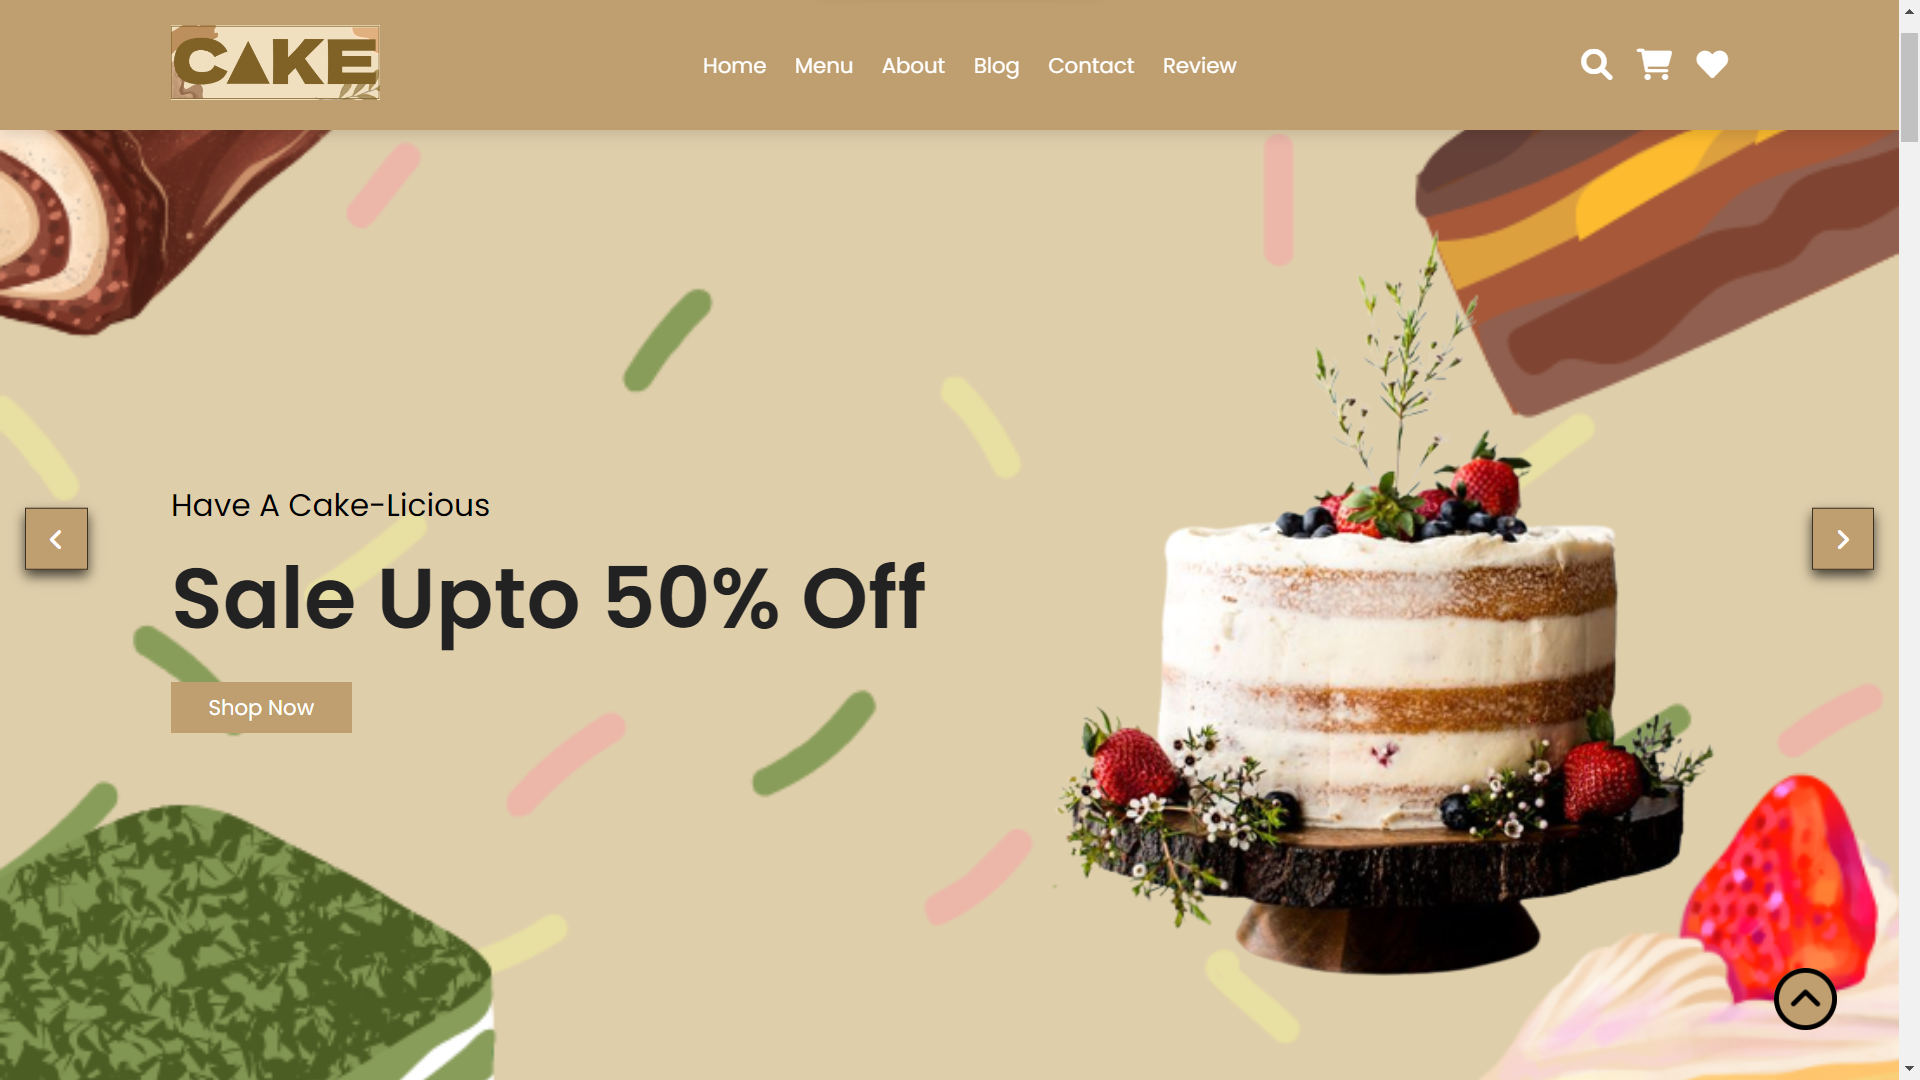 CAKE
Home Menu About Blog Contact Review
Have A Cake-Licious
Sale Upto 50% Off
Shop Now